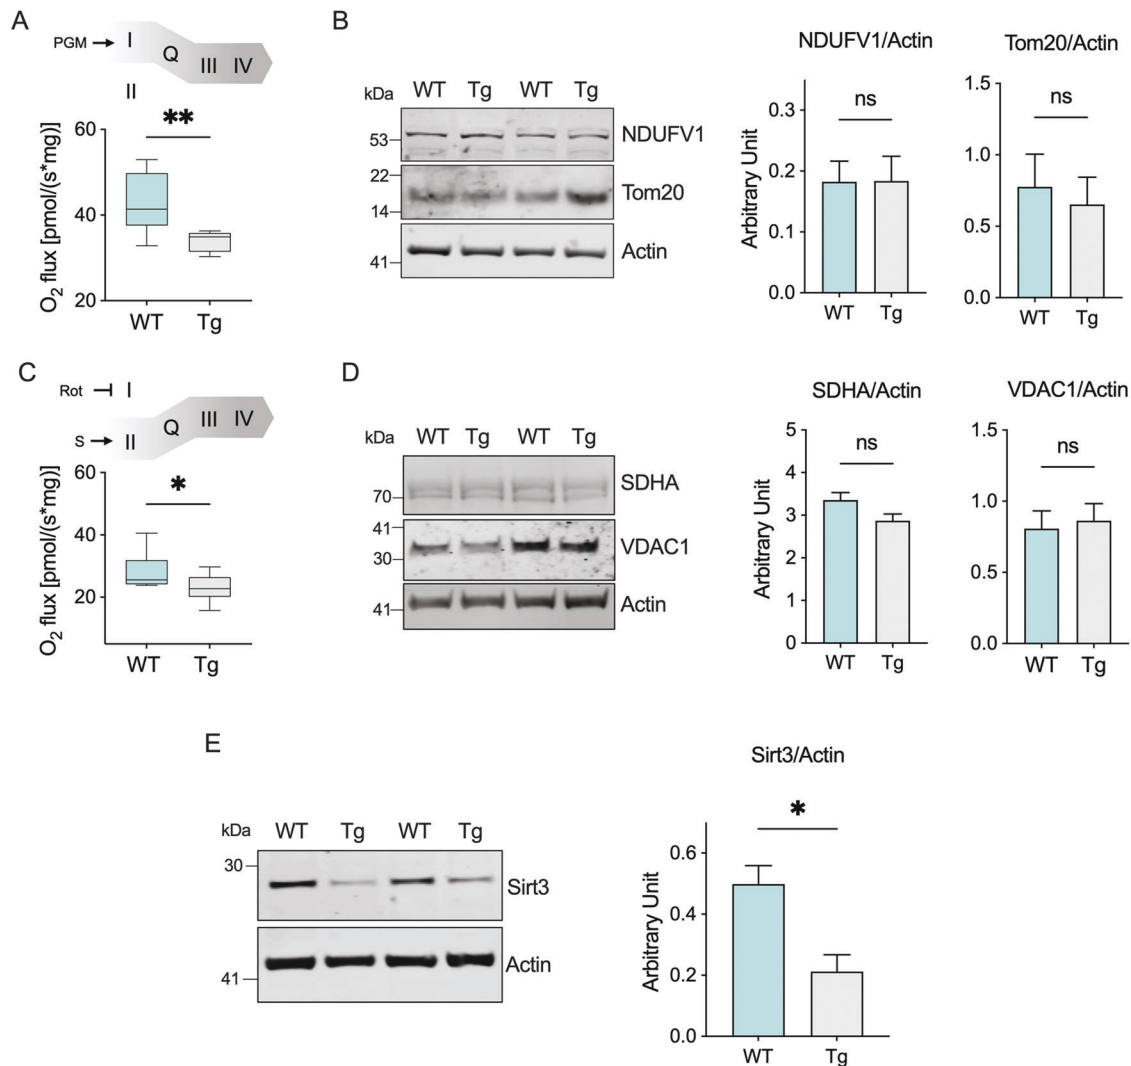 A
PGM
I
Q
III IV
II
**
O2 flux [pmol/(s*mg)]
60
40
20
WT Tg
B
kDa WT Tg WT Tg
53
NDUFV1
22
Tom20
14
Actin
41
NDUFV1/Actin
ns
Arbitrary Unit
0.3
0.2
0.1
0.0
WT Tg
Tom20/Actin
ns
1.5
1.0
0.5
0.0
WT Tg
C
Rot I
Q
III IV
S II
*
O2 flux [pmol/(s*mg)]
60
40
20
WT Tg
D
kDa WT Tg WT Tg
SDHA
70
41
VDAC1
30
Actin
41
SDHA/Actin
ns
Arbitrary Unit
5
4
3
2
1
0
WT Tg
VDAC1/Actin
ns
1.5
1.0
0.5
0.0
WT Tg
E
kDa WT Tg WT Tg
30
Sirt3
Actin
41
Sirt3/Actin
*
Arbitrary Unit
0.6
0.4
0.2
0.0
WT Tg